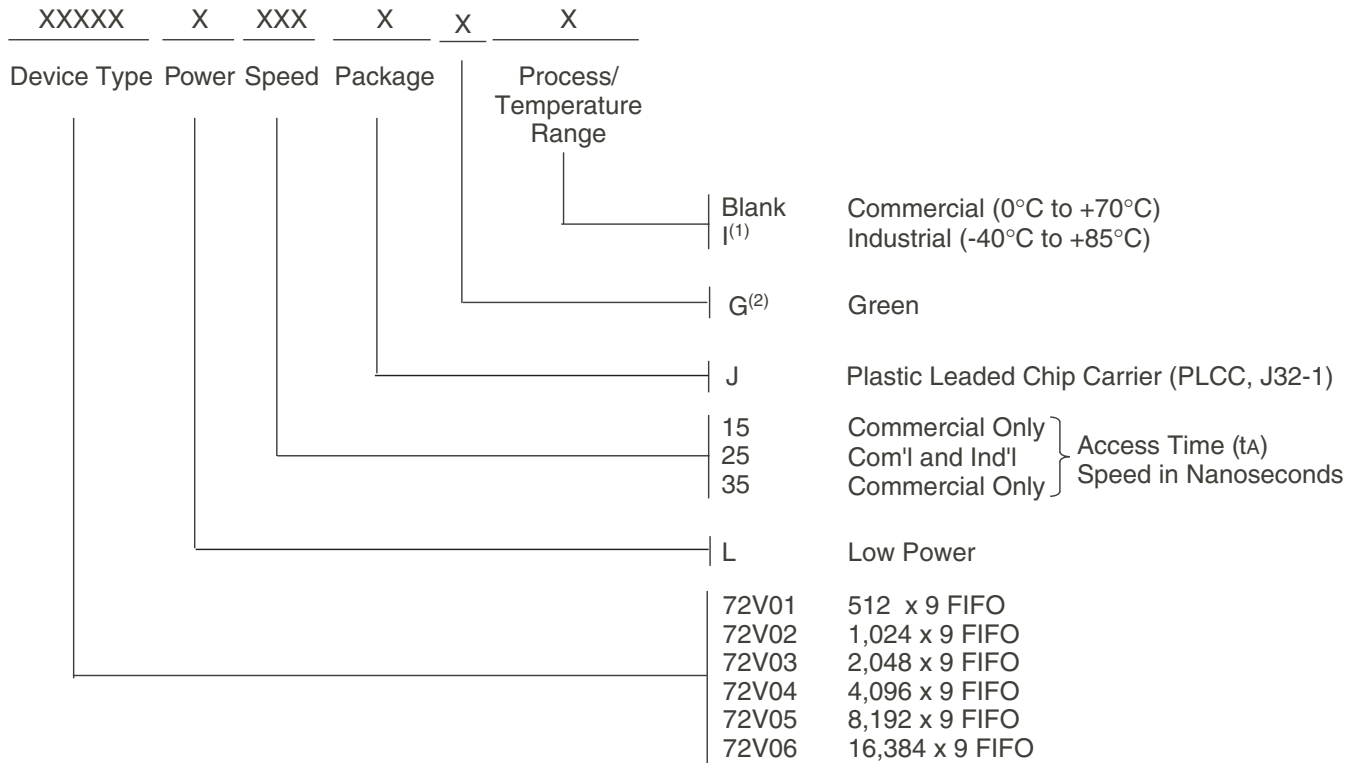 XXXXX X XXX X X X
Device Type Power Speed Package Process/
Temperature
Range
Blank Commercial (0°C to +70°C)
I(1) Industrial (-40°C to +85°C)
G(2) Green
J Plastic Leaded Chip Carrier (PLCC, J32-1)
15 Commercial Only
25 Com'l and Ind'l
35 Commercial Only
Access Time (tA)
Speed in Nanoseconds
L Low Power
72V01 512 x 9 FIFO
72V02 1,024 x 9 FIFO
72V03 2,048 x 9 FIFO
72V04 4,096 x 9 FIFO
72V05 8,192 x 9 FIFO
72V06 16,384 x 9 FIFO